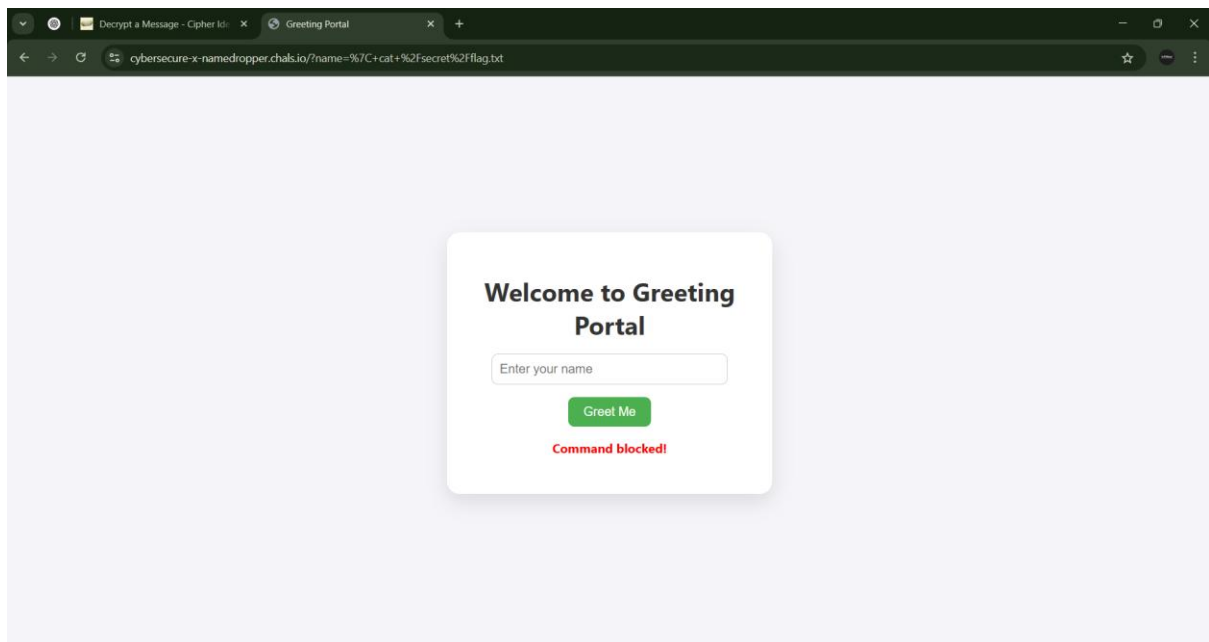 Decrypt a Message - Cipher Ide
Greeting Portal
cybersecure-x-namedropper.chals.io/?name=%7C+cat+%2Fsecret%2Fflag.txt
Welcome to Greeting
Portal
Enter your name
Greet Me
Command blocked!